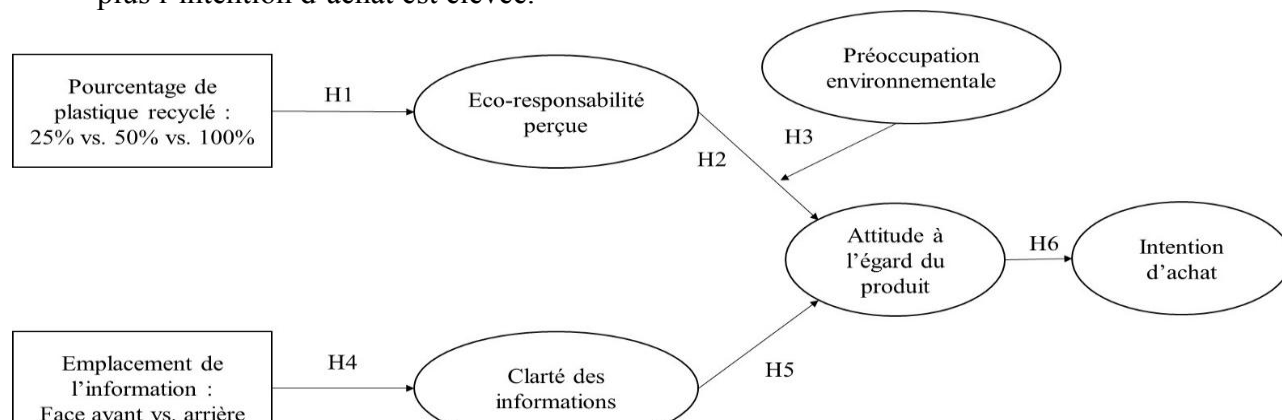 plus l'intention d'achat est élevée.
Pourcentage de
plastique recyclé :
25% vs. 50% vs. 100%
H1
Eco-responsabilité
perçue
Préoccupation
environnementale
H3
H2
Attitude à
l'égard du
produit
H6
Intention
d'achat
Emplacement de
l'information :
Face avant vs. arrière
H4
Clarté des
informations
H5